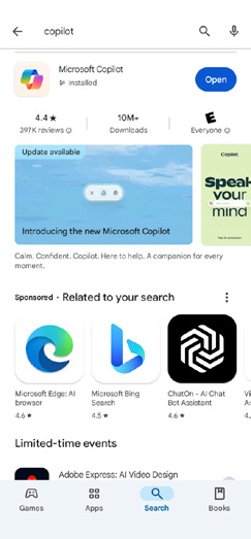 copilot
Microsoft Copilot
Installed
Open
4.4 ★
397K reviews
10M+
Downloads
E
Everyone
Update available
Introducing the new Microsoft Copilot
Copilot
Speak
your
mind
Calm. Confident. Copilot. Here to help. A companion for every
moment.
Sponsored • Related to your search
Microsoft Edge: AI
browser
4.6 ★
Microsoft Bing
Search
4.5 ★
ChatOn - AI Chat
Bot Assistant
4.6 ★
Limited-time events
Adobe Express: AI Video Design
Games
Apps
Search
Books